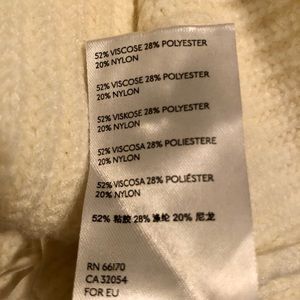 52% VISCOSE 28% POLYESTER
20% NYLON
52% VISCOSE 28% POLYESTER
20% NYLON
52% VISKOSE 28% POLYESTER
20% NYLON
52% VISCOSA 28% POLIESTERE
20% NYLON
52% VISCOSA 28% POLIÉSTER
20% NYLON
52% 粘胶 28% 涤纶 20% 尼龙
RN 66170
CA 32054
FOR EU